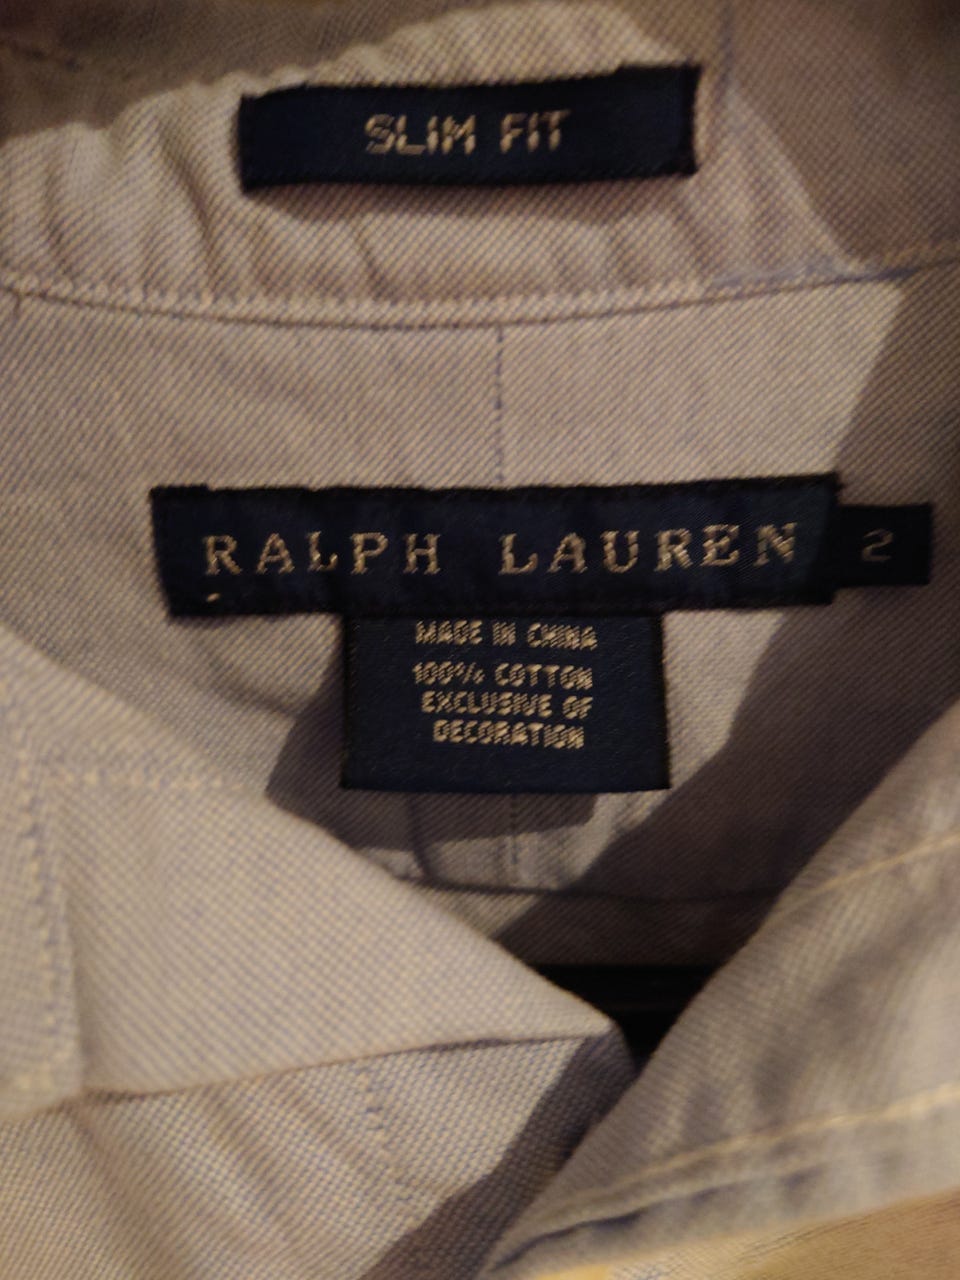 SLIM FIT
RALPH LAUREN 2
MADE IN CHINA
100% COTTON
EXCLUSIVE OF
DECORATION